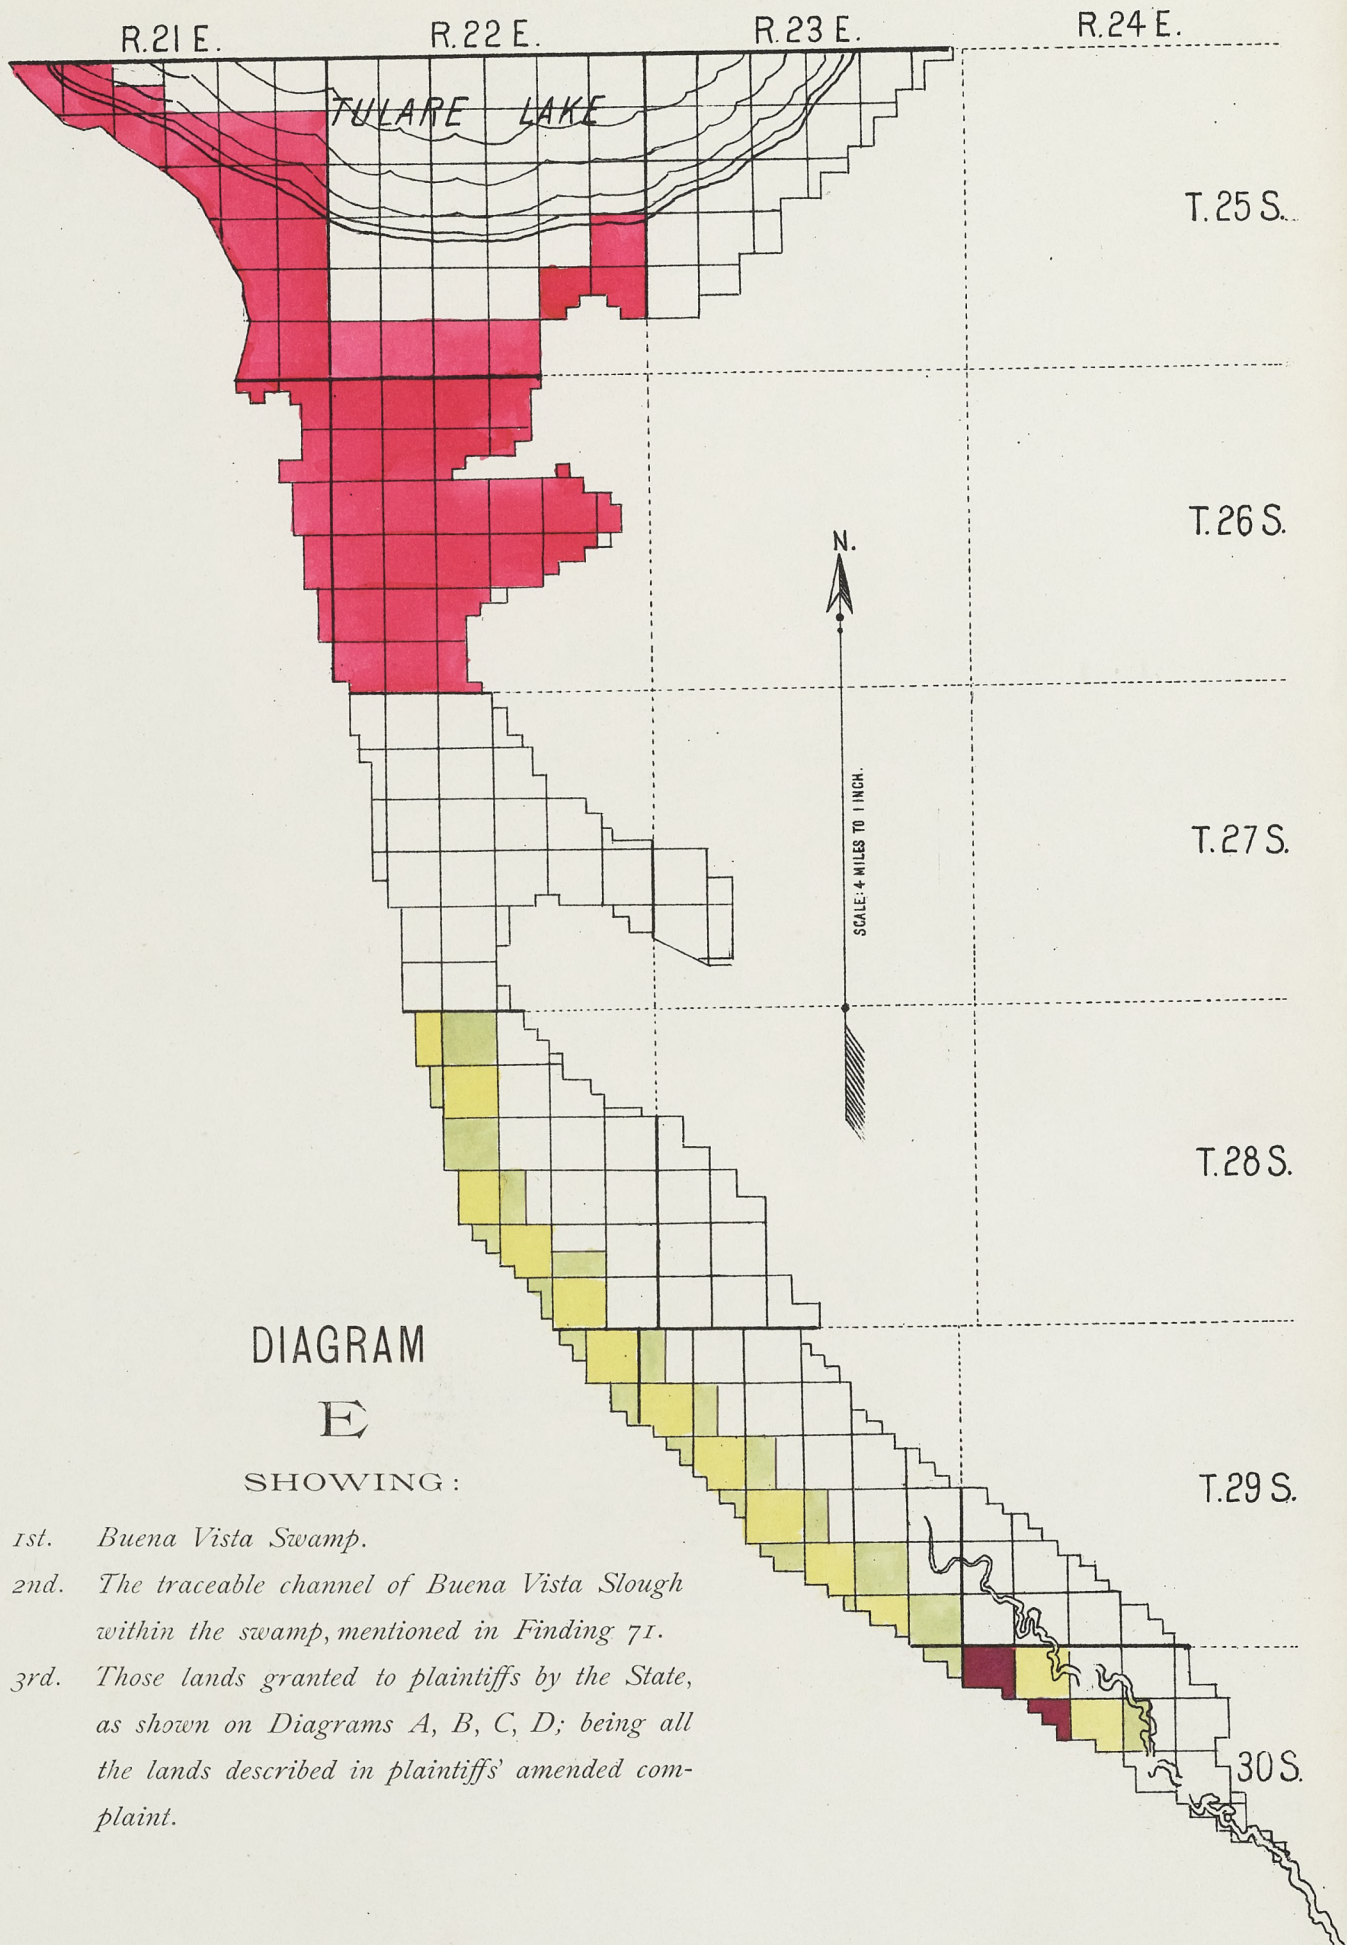 R.21 E. R.22 E. R.23 E. R.24 E.
TULARE LAKE
T.25 S.
T.26 S.
N.
SCALE: 4 MILES TO 1 INCH.
T.27 S.
T.28 S.
DIAGRAM
E
SHOWING:
T.29 S.
1st. Buena Vista Swamp.
2nd. The traceable channel of Buena Vista Slough
within the swamp, mentioned in Finding 71.
3rd. Those lands granted to plaintiffs by the State,
as shown on Diagrams A, B, C, D; being all
the lands described in plaintiffs' amended com-
plaint.
30 S.